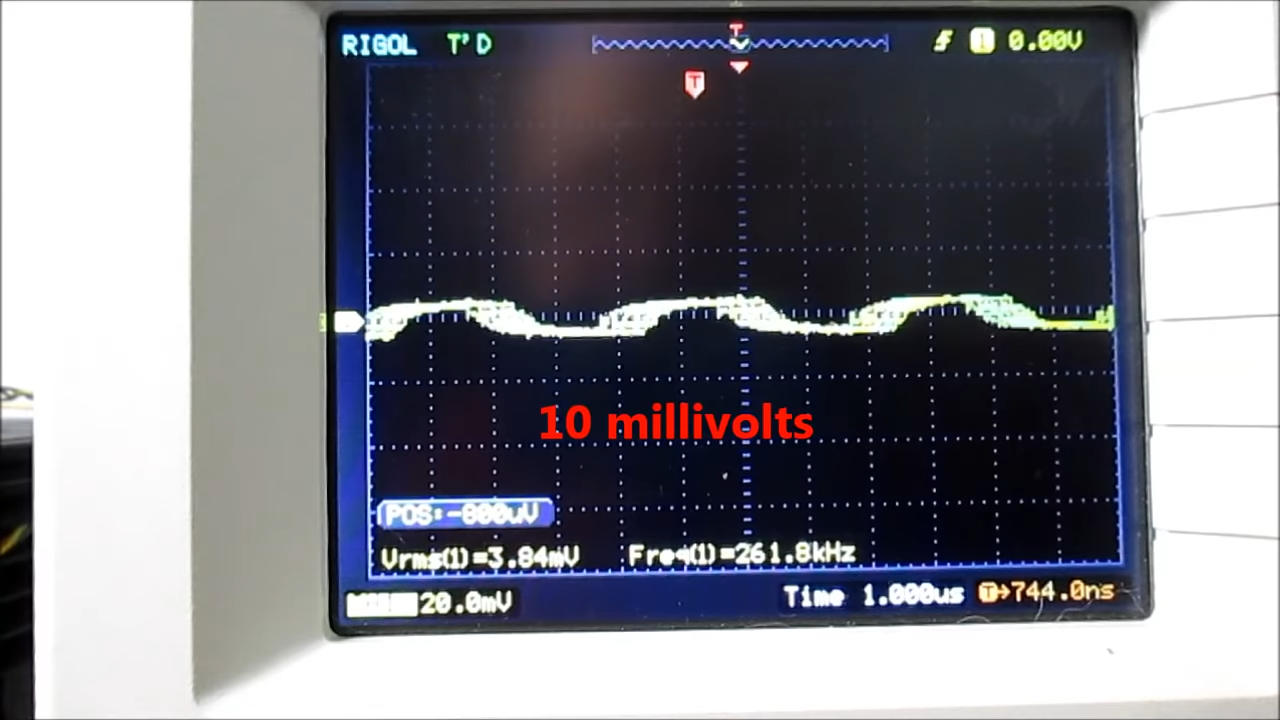 RIGOL T'D T 1 0.00V
T
10 millivolts
POS:-800uV
Vrms(1)=3.84mV Freq(1)=261.8kHz
20.0mV Time 1.000us T→744.0ns